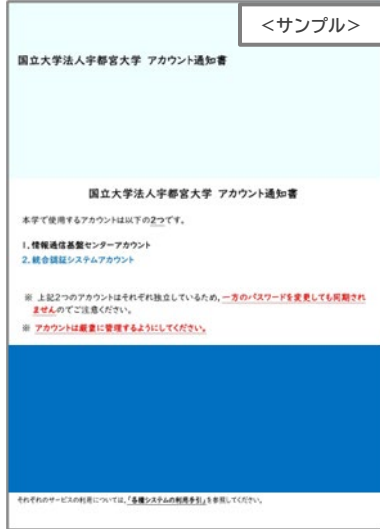 <サンプル>
国立大学法人宇都宮大学 アカウント通知書
国立大学法人宇都宮大学 アカウント通知書
本学で使用するアカウントは以下の2つです。
1. 情報通信基盤センターアカウント
2. 統合認証システムアカウント
※ 上記2つのアカウントはそれぞれ独立しているため,一方のパスワードを変更しても同期され
ませんのでご注意ください。
※ アカウントは厳重に管理するようにしてください。
それぞれのサービスの利用については,「各種システムの利用手引」を参照してください。